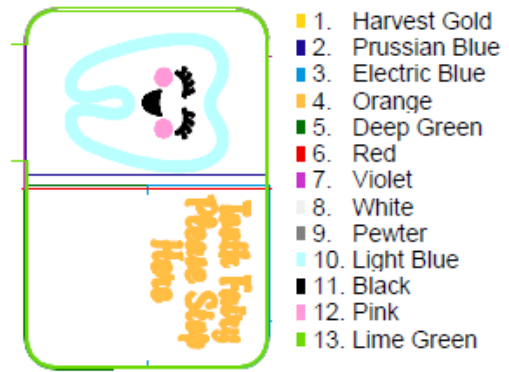 1. Harvest Gold
2. Prussian Blue
3. Electric Blue
4. Orange
5. Deep Green
6. Red
7. Violet
8. White
9. Pewter
10. Light Blue
11. Black
12. Pink
13. Lime Green
Tooth Fairy
Please Stop
Here